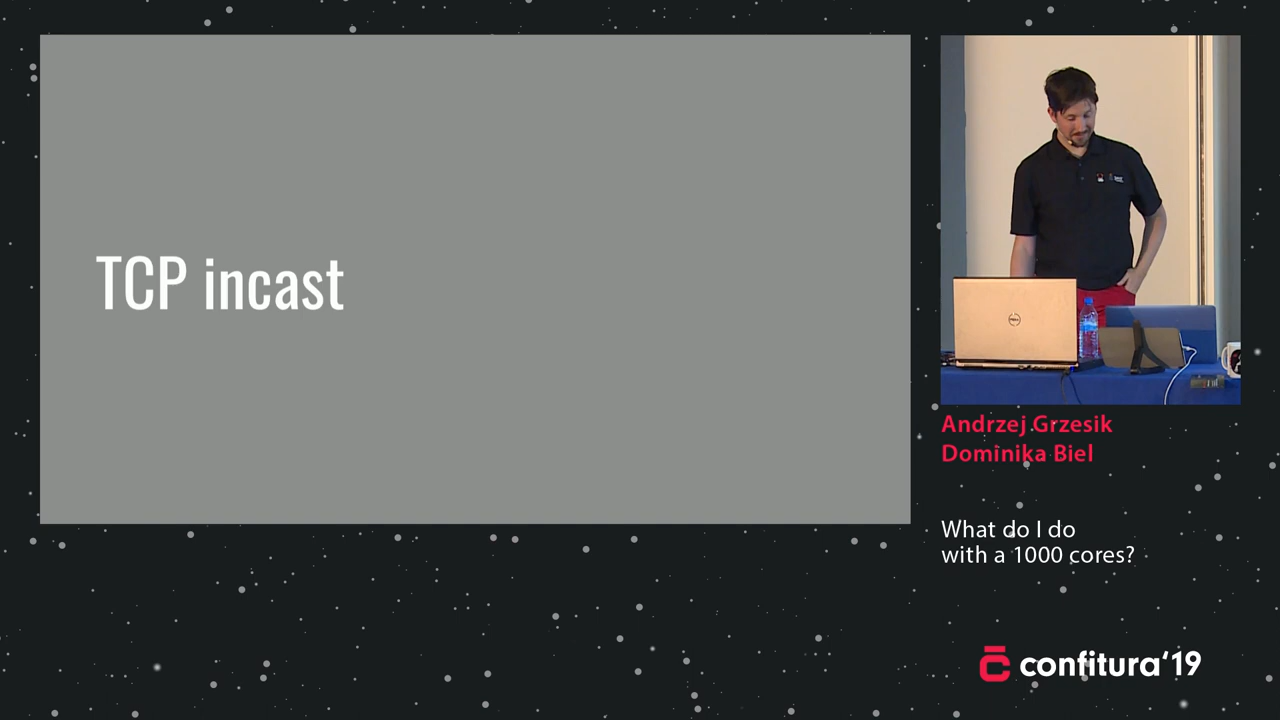 TCP incast
Andrzej Grzesik
Dominika Biel
What do I do
with a 1000 cores?
confitura'19